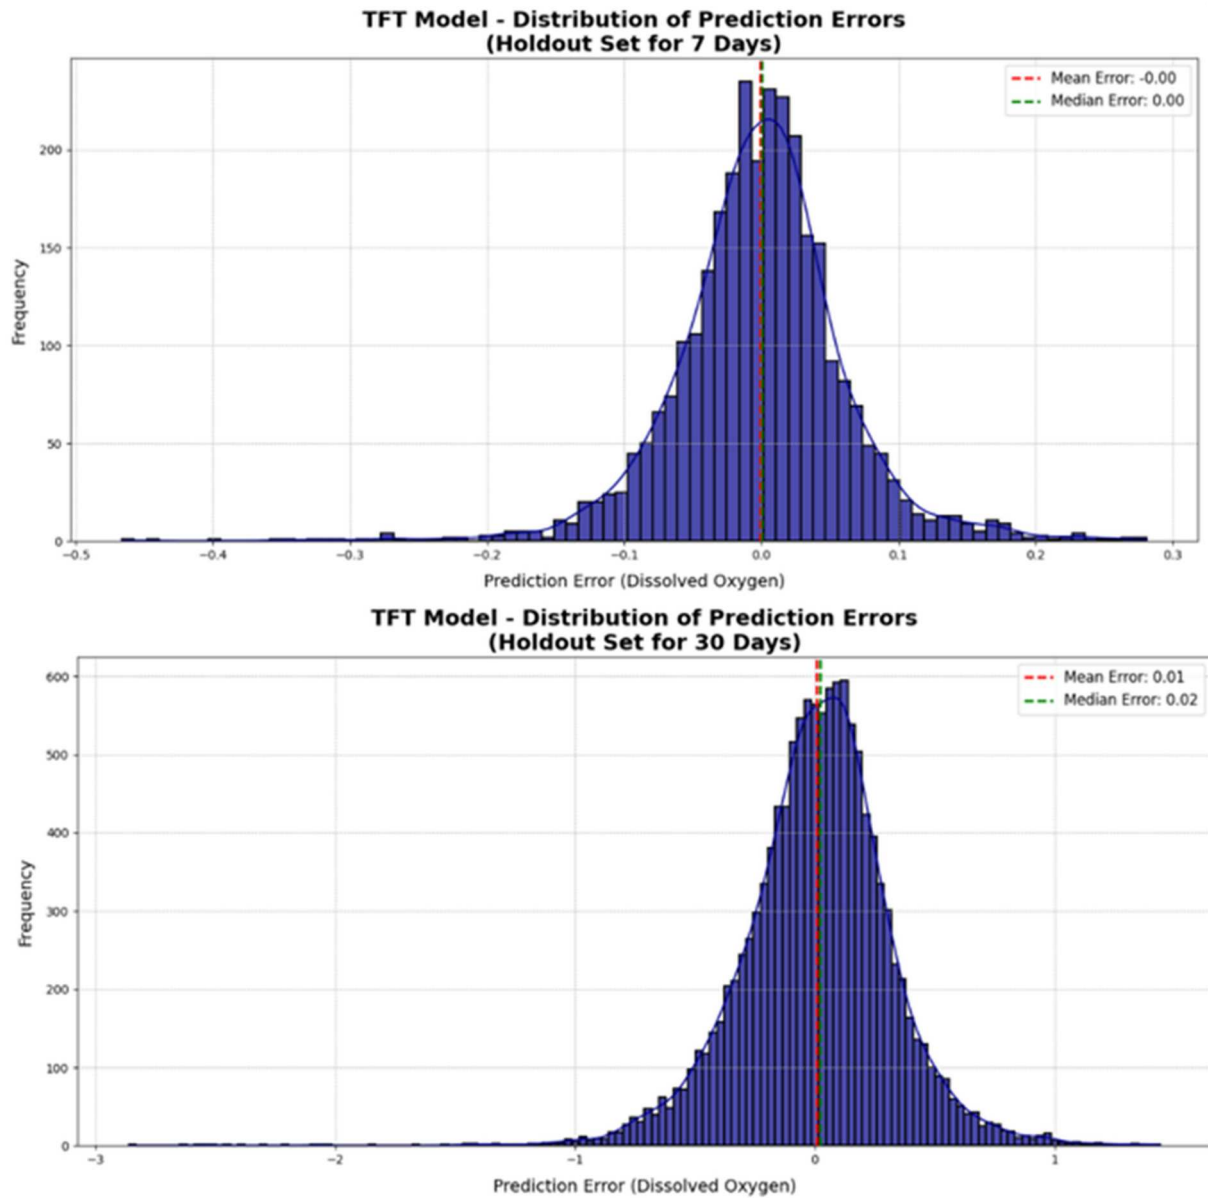 TFT Model - Distribution of Prediction Errors
(Holdout Set for 7 Days)
Mean Error: -0.00
Median Error: 0.00
Frequency
200
150
100
50
0
−0.5 −0.4 −0.3 −0.2 −0.1 0.0 0.1 0.2 0.3
Prediction Error (Dissolved Oxygen)
TFT Model - Distribution of Prediction Errors
(Holdout Set for 30 Days)
Mean Error: 0.01
Median Error: 0.02
Frequency
600
500
400
300
200
100
0
−3 −2 −1 0 1
Prediction Error (Dissolved Oxygen)